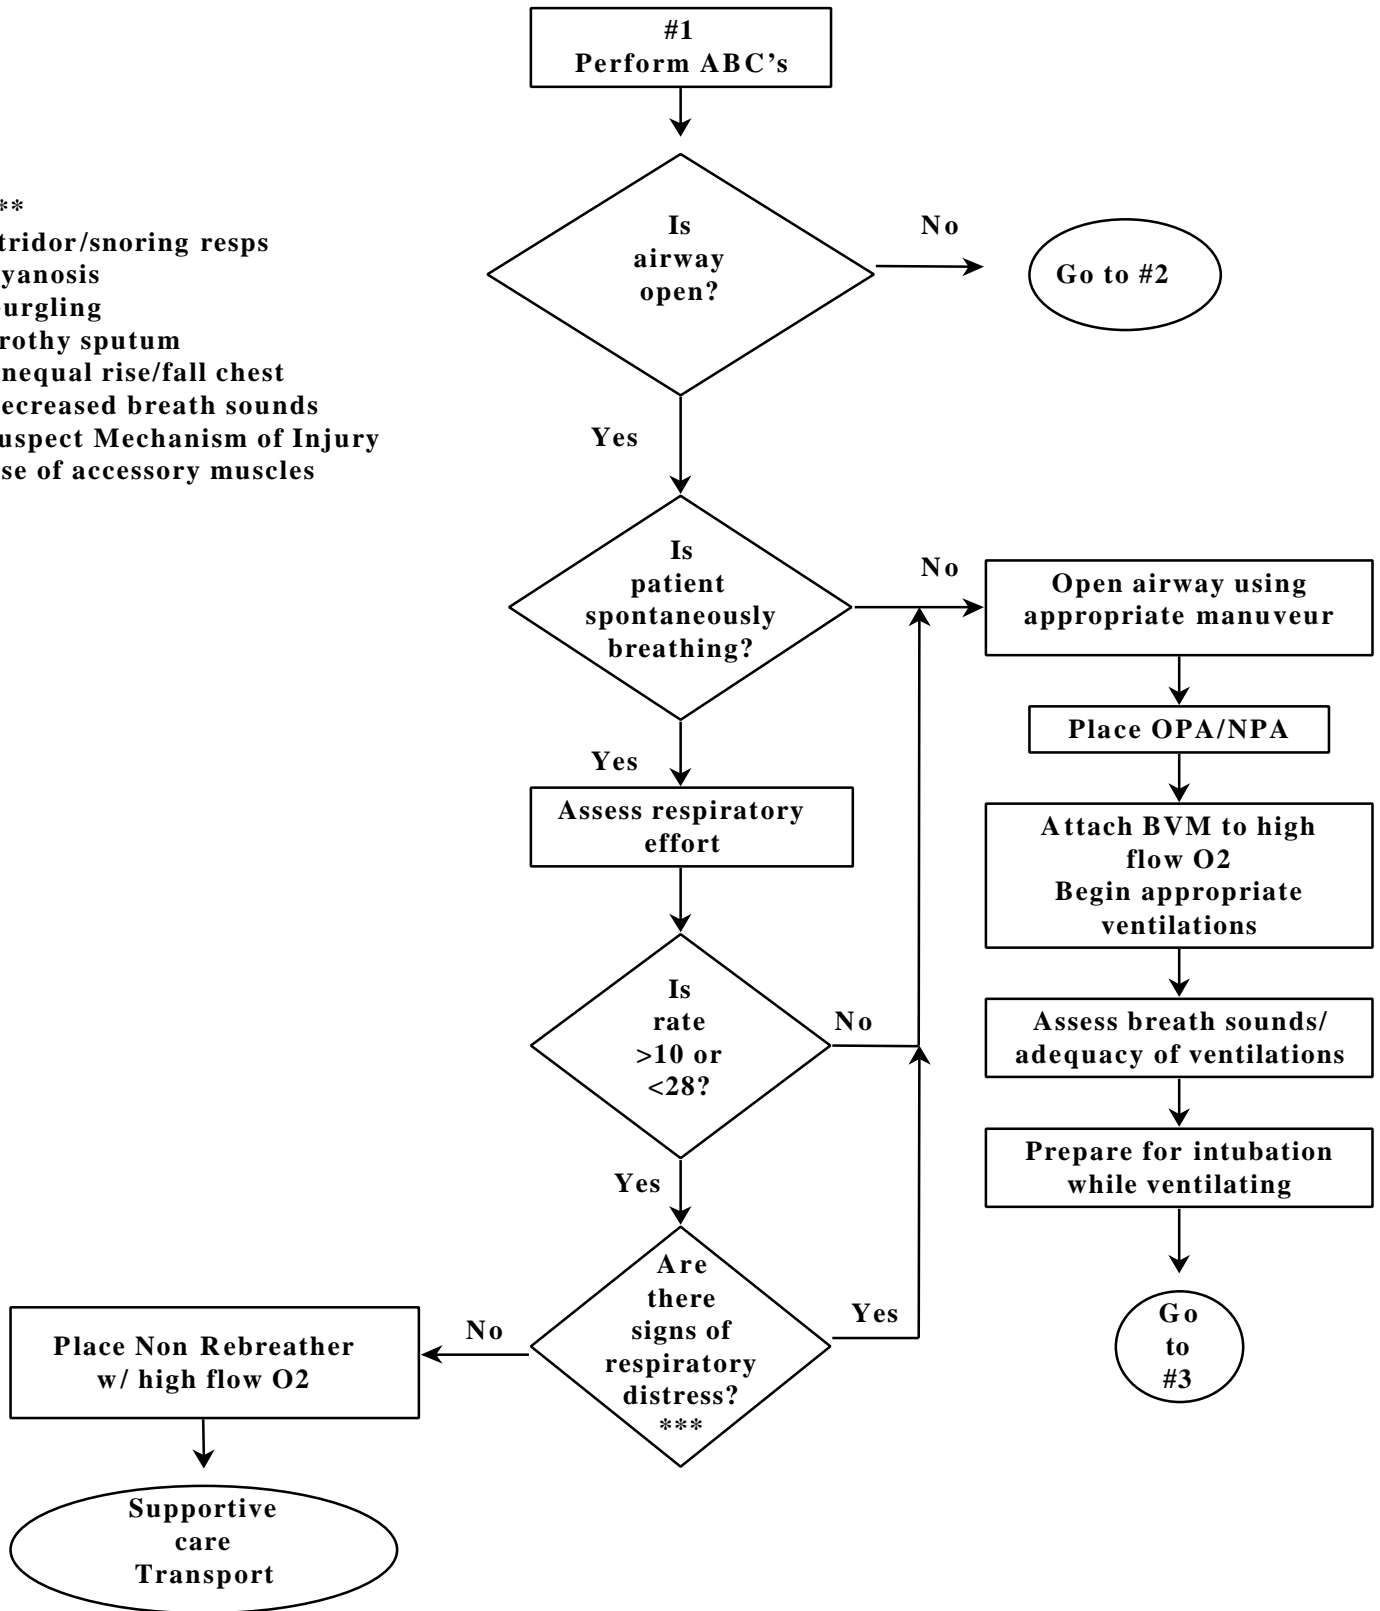 #1
Perform ABC's
Is
airway
open?
No
Go to #2
**
tridor/snoring resps
yanosis
urgling
rothy sputum
nequal rise/fall chest
ecreased breath sounds
uspect Mechanism of Injury
se of accessory muscles
Yes
Is
patient
spontaneously
breathing?
No
Open airway using
appropriate manuveur
Place OPA/NPA
Yes
Assess respiratory
effort
Attach BVM to high
flow O2
Begin appropriate
ventilations
Is
rate
>10 or
<28?
No
Assess breath sounds/
adequacy of ventilations
Prepare for intubation
while ventilating
Yes
Are
there
signs of
respiratory
distress?
***
Yes
Go
to
#3
No
Place Non Rebreather
w/ high flow O2
Supportive
care
Transport